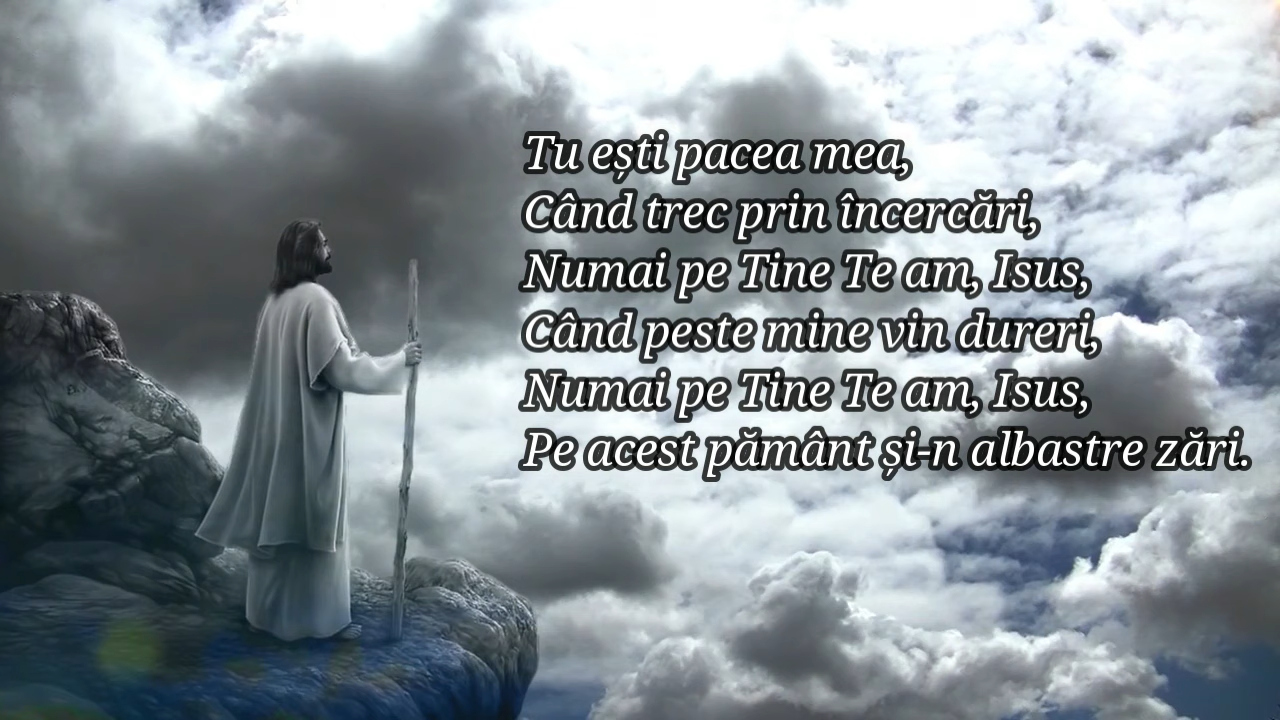 Tu ești pacea mea,
Când trec prin încercări,
Numai pe Tine Te am, Isus,
Când peste mine vin dureri,
Numai pe Tine Te am, Isus,
Pe acest pământ și-n albastre zări.